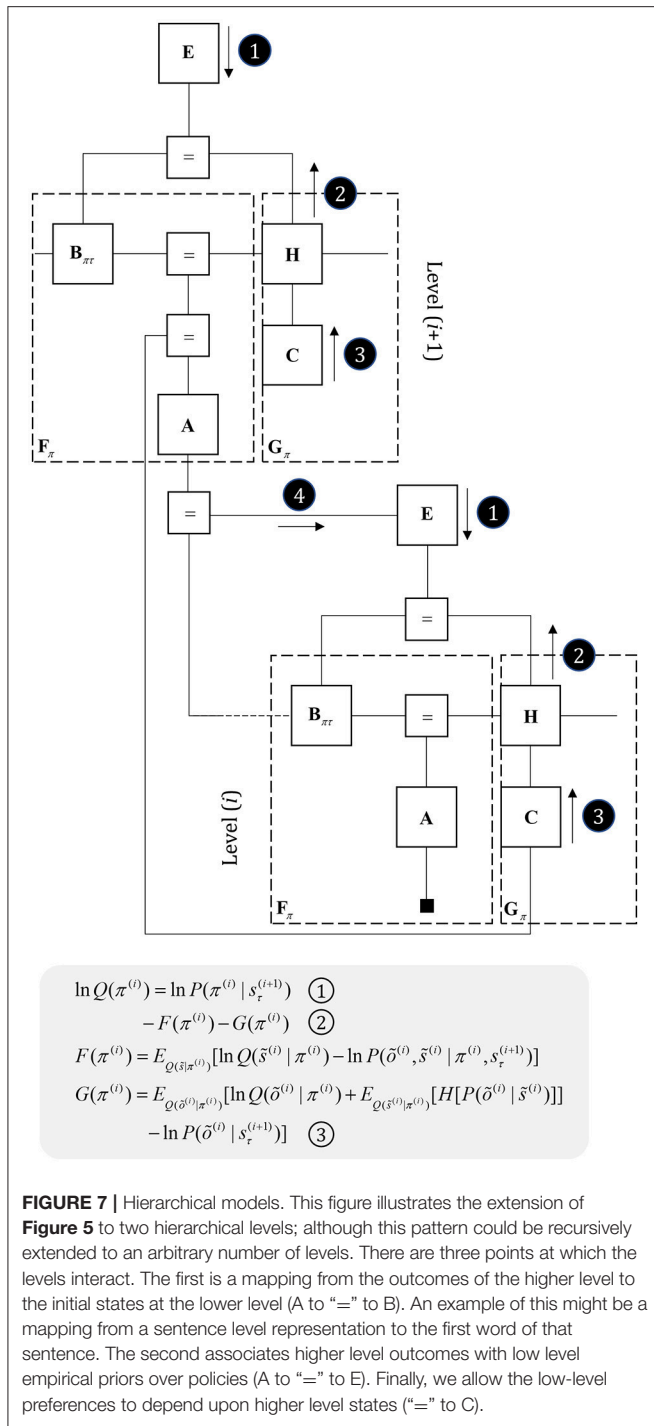 E
1
=
2
B_{πτ}
=
H
Level (i+1)
=
C
3
A
F_π
G_π
=
4
E
1
=
2
B_{πτ}
=
H
Level (i)
A
C
3
F_π
G_π
ln Q(π^{(i)}) = ln P(π^{(i)} | s_τ^{(i+1)}) ①
− F(π^{(i)}) − G(π^{(i)}) ②
F(π^{(i)}) = E_{Q(s̃|π^{(i)})}[ln Q(s̃^{(i)} | π^{(i)}) − ln P(õ^{(i)}, s̃^{(i)} | π^{(i)}, s_τ^{(i+1)})]
G(π^{(i)}) = E_{Q(õ^{(i)}|π^{(i)})}[ln Q(õ^{(i)} | π^{(i)}) + E_{Q(s̃^{(i)}|π^{(i)})}[H[P(õ^{(i)} | s̃^{(i)})]]
− ln P(õ^{(i)} | s_τ^{(i+1)})] ③
FIGURE 7 | Hierarchical models. This figure illustrates the extension of
Figure 5 to two hierarchical levels; although this pattern could be recursively
extended to an arbitrary number of levels. There are three points at which the
levels interact. The first is a mapping from the outcomes of the higher level to
the initial states at the lower level (A to “=” to B). An example of this might be a
mapping from a sentence level representation to the first word of that
sentence. The second associates higher level outcomes with low level
empirical priors over policies (A to “=” to E). Finally, we allow the low-level
preferences to depend upon higher level states (“=” to C).